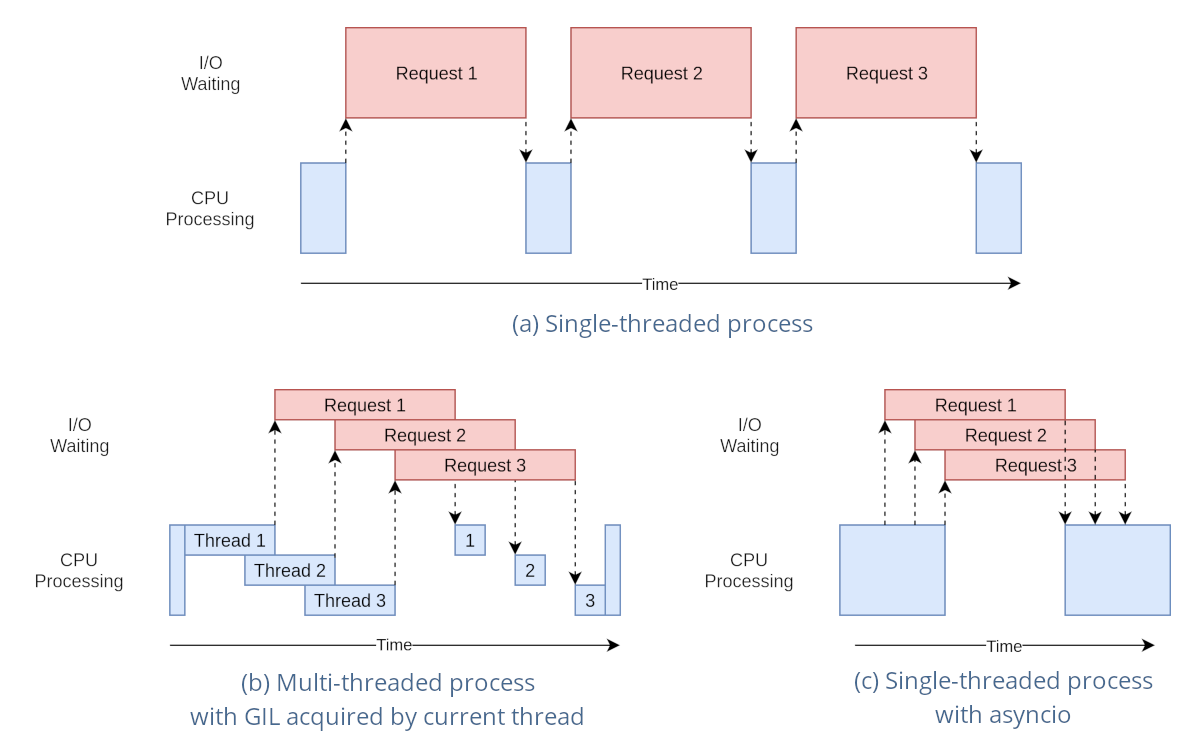 I/O
Waiting
Request 1
Request 2
Request 3
CPU
Processing
Time
(a) Single-threaded process
I/O
Waiting
Request 1
Request 2
Request 3
CPU
Processing
Thread 1
Thread 2
Thread 3
1
2
3
Time
(b) Multi-threaded process
with GIL acquired by current thread
I/O
Waiting
Request 1
Request 2
Request 3
CPU
Processing
Time
(c) Single-threaded process
with asyncio